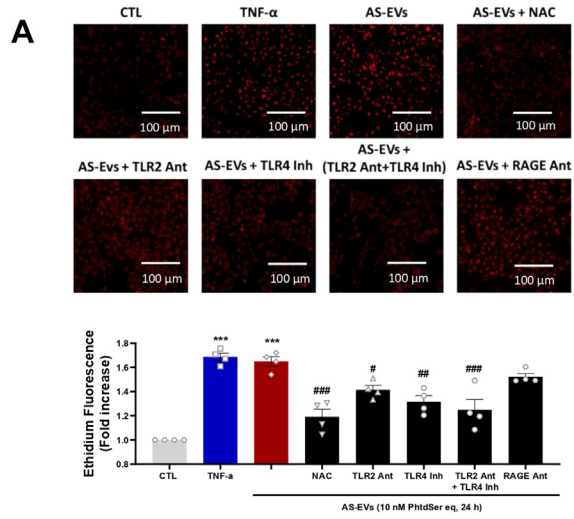 A
CTL TNF-α AS-EVs AS-EVs + NAC
100 µm 100 µm 100 µm 100 µm
AS-Evs + TLR2 Ant AS-EVs + TLR4 Inh AS-EVs + (TLR2 Ant+TLR4 Inh) AS-EVs + RAGE Ant
100 µm 100 µm 100 µm 100 µm
Ethidium Fluorescence
(Fold increase)
1.8
1.6
1.4
1.2
1.0
0.8
*** *** ### # ## ###
CTL TNF-a NAC TLR2 Ant TLR4 Inh TLR2 Ant RAGE Ant
+ TLR4 Inh
AS-EVs (10 nM PhtdSer eq, 24 h)